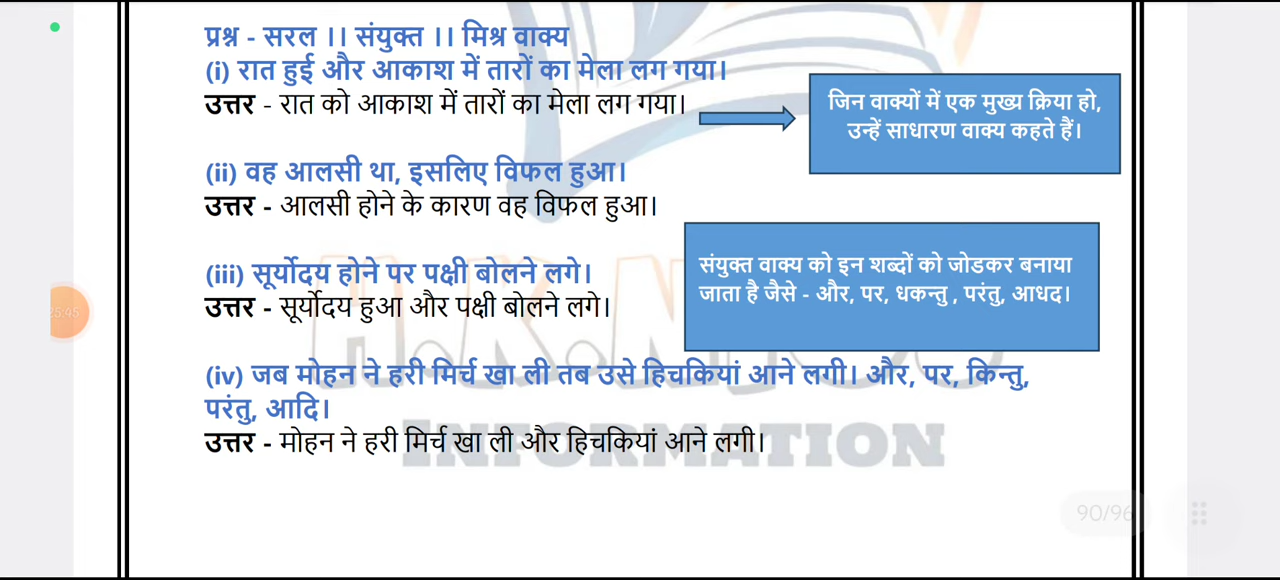 प्रश्न - सरल ।। संयुक्त ।। मिश्र वाक्य
(i) रात हुई और आकाश में तारों का मेला लग गया।
उत्तर - रात को आकाश में तारों का मेला लग गया।
जिन वाक्यों में एक मुख्य क्रिया हो,
उन्हें साधारण वाक्य कहते हैं।
(ii) वह आलसी था, इसलिए विफल हुआ।
उत्तर - आलसी होने के कारण वह विफल हुआ।
(iii) सूर्योदय होने पर पक्षी बोलने लगे।
उत्तर - सूर्योदय हुआ और पक्षी बोलने लगे।
संयुक्त वाक्य को इन शब्दों को जोडकर बनाया
जाता है जैसे - और, पर, धकन्तु , परंतु, आधद।
(iv) जब मोहन ने हरी मिर्च खा ली तब उसे हिचकियां आने लगी। और, पर, किन्तु,
परंतु, आदि।
उत्तर - मोहन ने हरी मिर्च खा ली और हिचकियां आने लगी।
INFORMATION
90/96
25:45